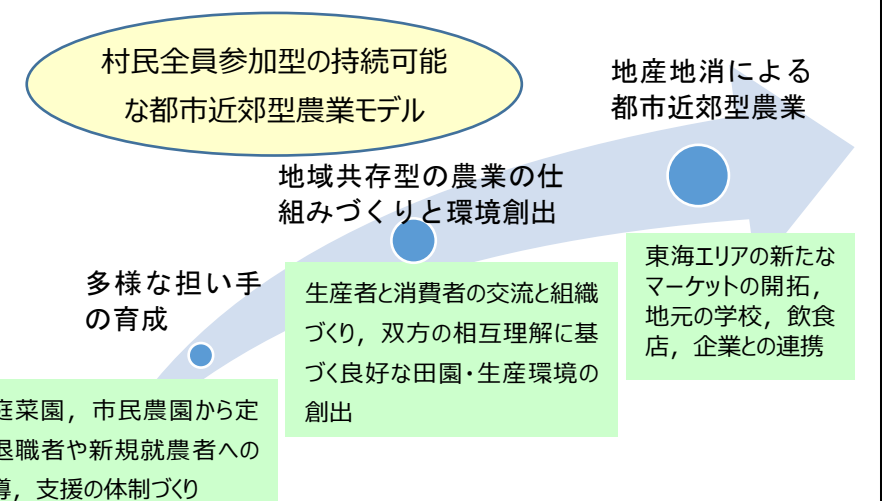 村民全員参加型の持続可能
な都市近郊型農業モデル
地産地消による
都市近郊型農業
地域共存型の農業の仕
組みづくりと環境創出
多様な担い手
の育成
東海エリアの新たな
マーケットの開拓，
地元の学校，飲食
店，企業との連携
生産者と消費者の交流と組織
づくり，双方の相互理解に基
づく良好な田園・生産環境の
創出
庭菜園，市民農園から定
退職者や新規就農者への
導，支援の体制づくり